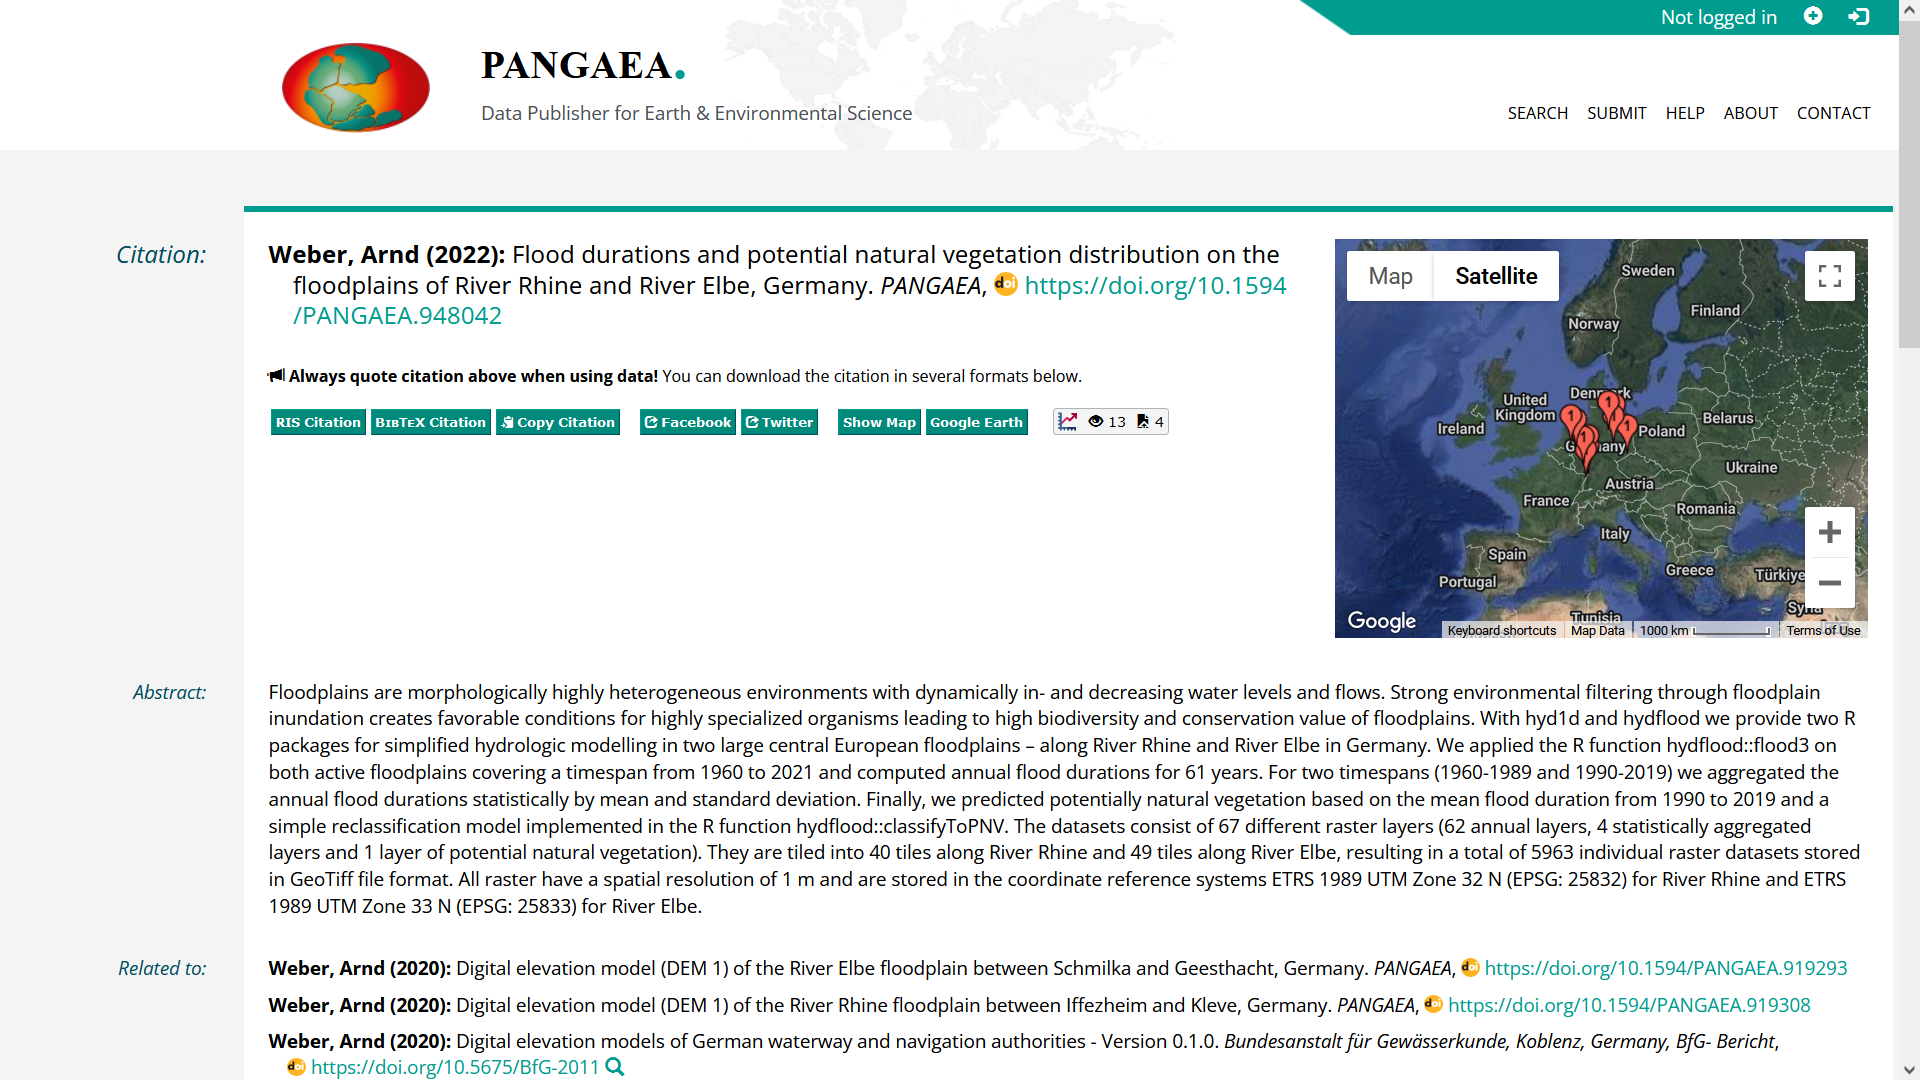 Not logged in
PANGAEA.
Data Publisher for Earth & Environmental Science
SEARCH SUBMIT HELP ABOUT CONTACT
Citation:
Weber, Arnd (2022): Flood durations and potential natural vegetation distribution on the
floodplains of River Rhine and River Elbe, Germany. PANGAEA, doi https://doi.org/10.1594
/PANGAEA.948042
Always quote citation above when using data! You can download the citation in several formats below.
RIS Citation BIBTEX Citation Copy Citation Facebook Twitter Show Map Google Earth 13 4
Map Satellite
Sweden
Finland
Norway
Denmark
United
Kingdom
Belarus
Ireland
Poland
Ukraine
Austria
France
Romania
Italy
Spain
Greece
Türkiye
Portugal
Tunisia
Google
Keyboard shortcuts Map Data 1000 km Terms of Use
Abstract:
Floodplains are morphologically highly heterogeneous environments with dynamically in- and decreasing water levels and flows. Strong environmental filtering through floodplain
inundation creates favorable conditions for highly specialized organisms leading to high biodiversity and conservation value of floodplains. With hyd1d and hydflood we provide two R
packages for simplified hydrologic modelling in two large central European floodplains – along River Rhine and River Elbe in Germany. We applied the R function hydflood::flood3 on
both active floodplains covering a timespan from 1960 to 2021 and computed annual flood durations for 61 years. For two timespans (1960-1989 and 1990-2019) we aggregated the
annual flood durations statistically by mean and standard deviation. Finally, we predicted potentially natural vegetation based on the mean flood duration from 1990 to 2019 and a
simple reclassification model implemented in the R function hydflood::classifyToPNV. The datasets consist of 67 different raster layers (62 annual layers, 4 statistically aggregated
layers and 1 layer of potential natural vegetation). They are tiled into 40 tiles along River Rhine and 49 tiles along River Elbe, resulting in a total of 5963 individual raster datasets stored
in GeoTiff file format. All raster have a spatial resolution of 1 m and are stored in the coordinate reference systems ETRS 1989 UTM Zone 32 N (EPSG: 25832) for River Rhine and ETRS
1989 UTM Zone 33 N (EPSG: 25833) for River Elbe.
Related to:
Weber, Arnd (2020): Digital elevation model (DEM 1) of the River Elbe floodplain between Schmilka and Geesthacht, Germany. PANGAEA, doi https://doi.org/10.1594/PANGAEA.919293
Weber, Arnd (2020): Digital elevation model (DEM 1) of the River Rhine floodplain between Iffezheim and Kleve, Germany. PANGAEA, doi https://doi.org/10.1594/PANGAEA.919308
Weber, Arnd (2020): Digital elevation models of German waterway and navigation authorities - Version 0.1.0. Bundesanstalt für Gewässerkunde, Koblenz, Germany, BfG- Bericht,
doi https://doi.org/10.5675/BfG-2011